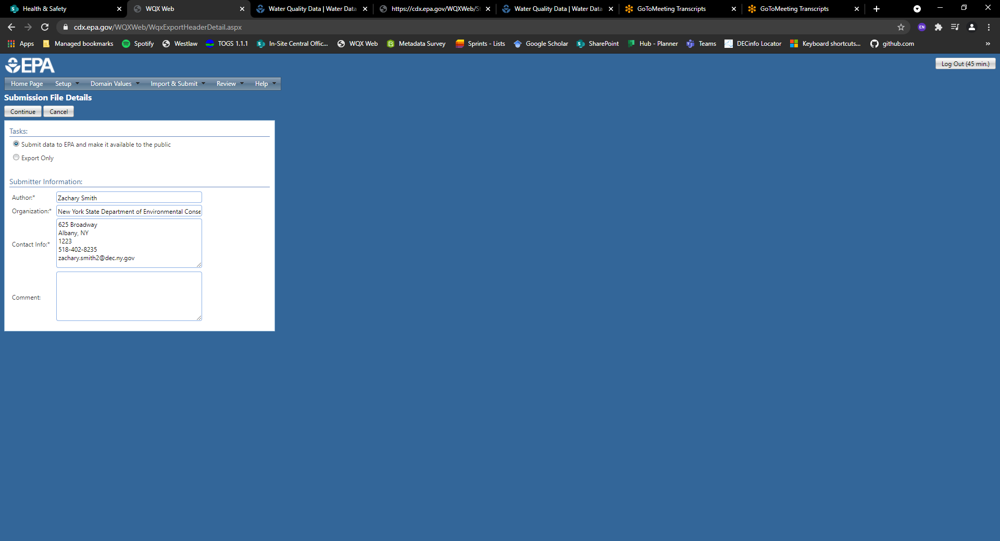 Health & Safety
WQX Web
Water Quality Data | Water Data
https://cdx.epa.gov/WQXWeb/St
Water Quality Data | Water Data
GoToMeeting Transcripts
GoToMeeting Transcripts
cdx.epa.gov/WQXWeb/WqxExportHeaderDetail.aspx
EN
Apps
Managed bookmarks
Spotify
Westlaw
TOGS 1.1.1
In-Site Central Offic...
WQX Web
Metadata Survey
Sprints - Lists
Google Scholar
SharePoint
Hub - Planner
Teams
DECinfo Locator
Keyboard shortcuts...
github.com
»
EPA
Log Out (45 min.)
Home Page
Setup
Domain Values
Import & Submit
Review
Help
Submission File Details
Continue
Cancel
Tasks:
Submit data to EPA and make it available to the public
Export Only
Submitter Information:
Author:*
Zachary Smith
Organization:*
New York State Department of Environmental Conse
Contact Info:*
625 Broadway
Albany, NY
1223
518-402-8235
zachary.smith2@dec.ny.gov
Comment: